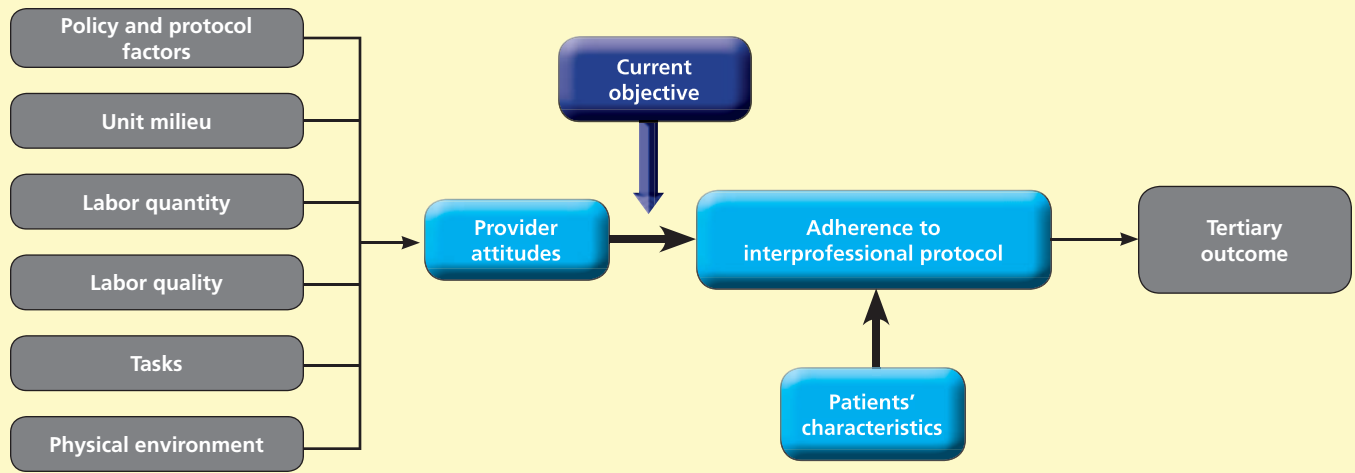 Policy and protocol
factors
Unit milieu
Labor quantity
Labor quality
Tasks
Physical environment
Provider
attitudes
Current
objective
Adherence to
interprofessional protocol
Patients’
characteristics
Tertiary
outcome